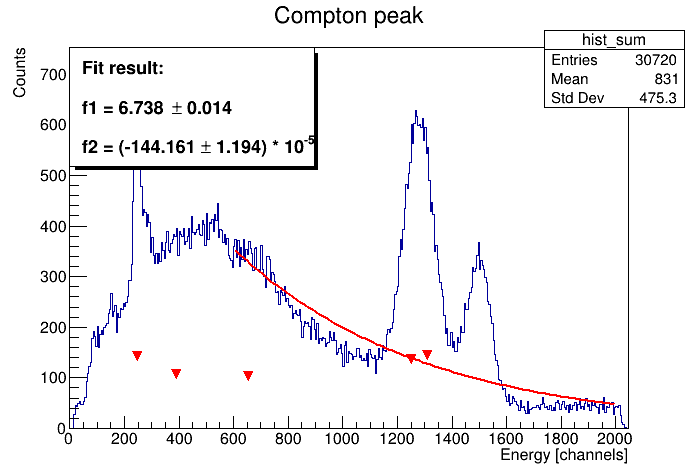 Compton peak
hist_sum
Entries 30720
Mean 831
Std Dev 475.3
Counts
Fit result:
f1 = 6.738 ± 0.014
f2 = (-144.161 ± 1.194) * 10^-5
700
600
500
400
300
200
100
0
0 200 400 600 800 1000 1200 1400 1600 1800 2000
Energy [channels]